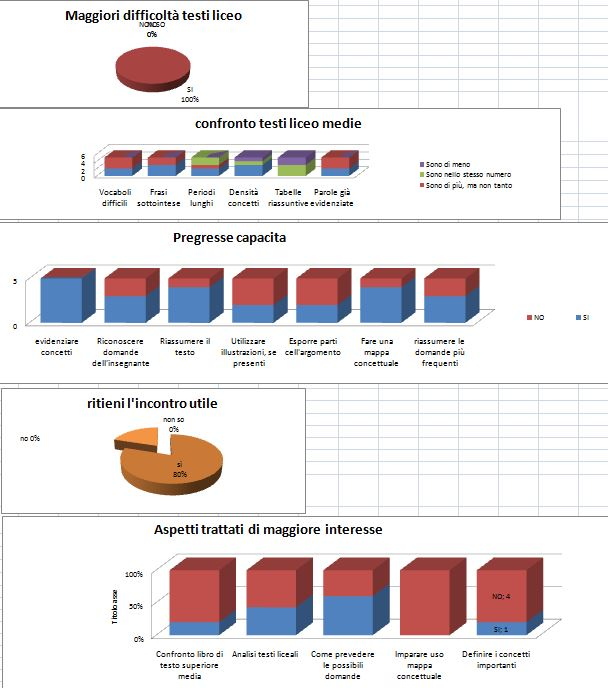 Maggiori difficoltà testi liceo
0%
SI
100%
confronto testi liceo medie
6
4
2
0
Vocaboli difficili
Frasi sottointese
Periodi lunghi
Densità concetti
Tabelle riassuntive
Parole già evidenziate
Sono di meno
Sono nello stesso numero
Sono di più, ma non tanto
Pregresse capacita
5
0
evidenziare concetti
Riconoscere domande dell'insegnante
Riassumere il testo
Utilizzare illustrazioni, se presenti
Esporre parti cell'argomento
Fare una mappa concettuale
riassumere le domande più frequenti
NO
SI
ritieni l'incontro utile
non so
0%
no 0%
sì
80%
Aspetti trattati di maggiore interesse
Titolo asse
100%
50%
0%
NO; 4
SI; 1
Confronto libro di testo superiore media
Analisi testi liceali
Come prevedere le possibili domande
Imparare uso mappa concettuale
Definire i concetti importanti